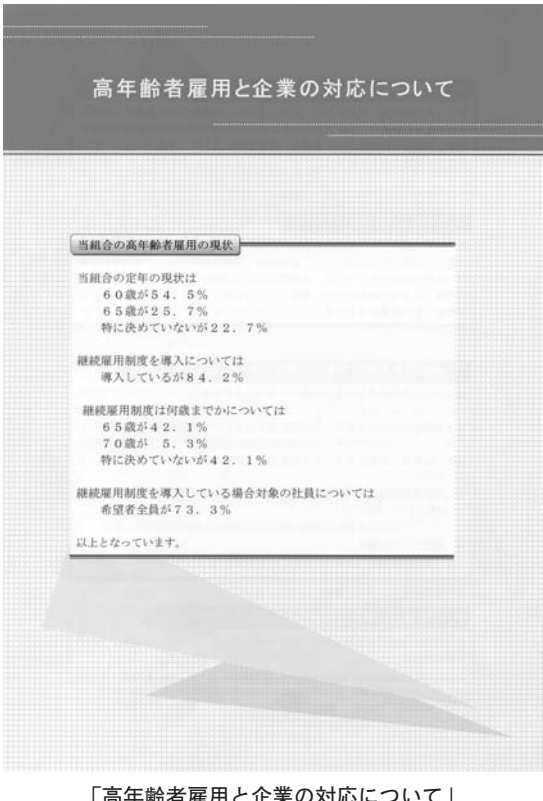 高年齢者雇用と企業の対応について
当組合の高年齢者雇用の現状
当組合の定年の現状は
60歳が54.5%
65歳が25.7%
特に決めていないが22.7%
継続雇用制度を導入については
導入しているが84.2%
継続雇用制度は何歳までかについては
65歳が42.1%
70歳が 5.3%
特に決めていないが42.1%
継続雇用制度を導入している場合対象の社員については
希望者全員が73.3%
以上となっています。
「高年齢者雇用と企業の対応について」